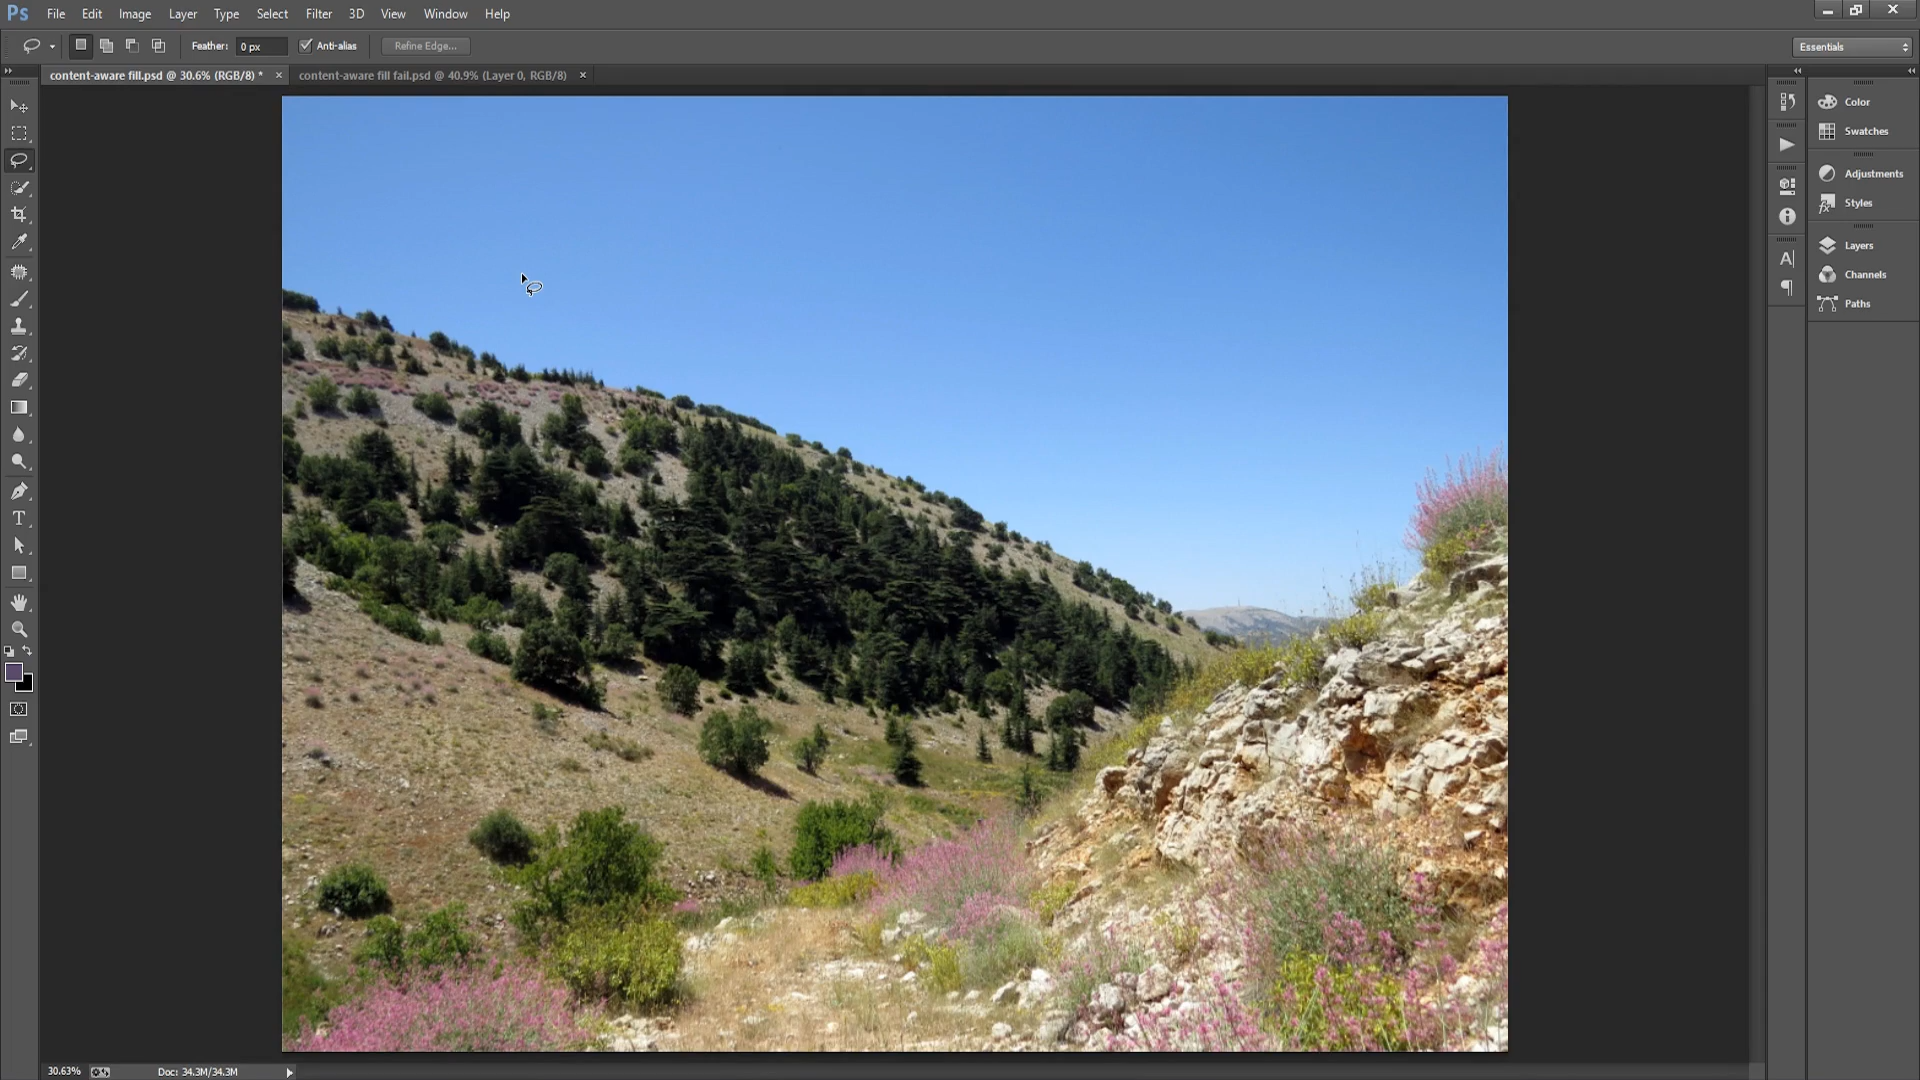 Ps File Edit Image Layer Type Select Filter 3D View Window Help
Feather: 0 px Anti-alias Refine Edge... Essentials
content-aware fill.psd @ 30.6% (RGB/8) * × content-aware fill fail.psd @ 40.9% (Layer 0, RGB/8) ×
Color
Swatches
Adjustments
Styles
Layers
Channels
Paths
30.63% Doc: 34.3M/34.3M